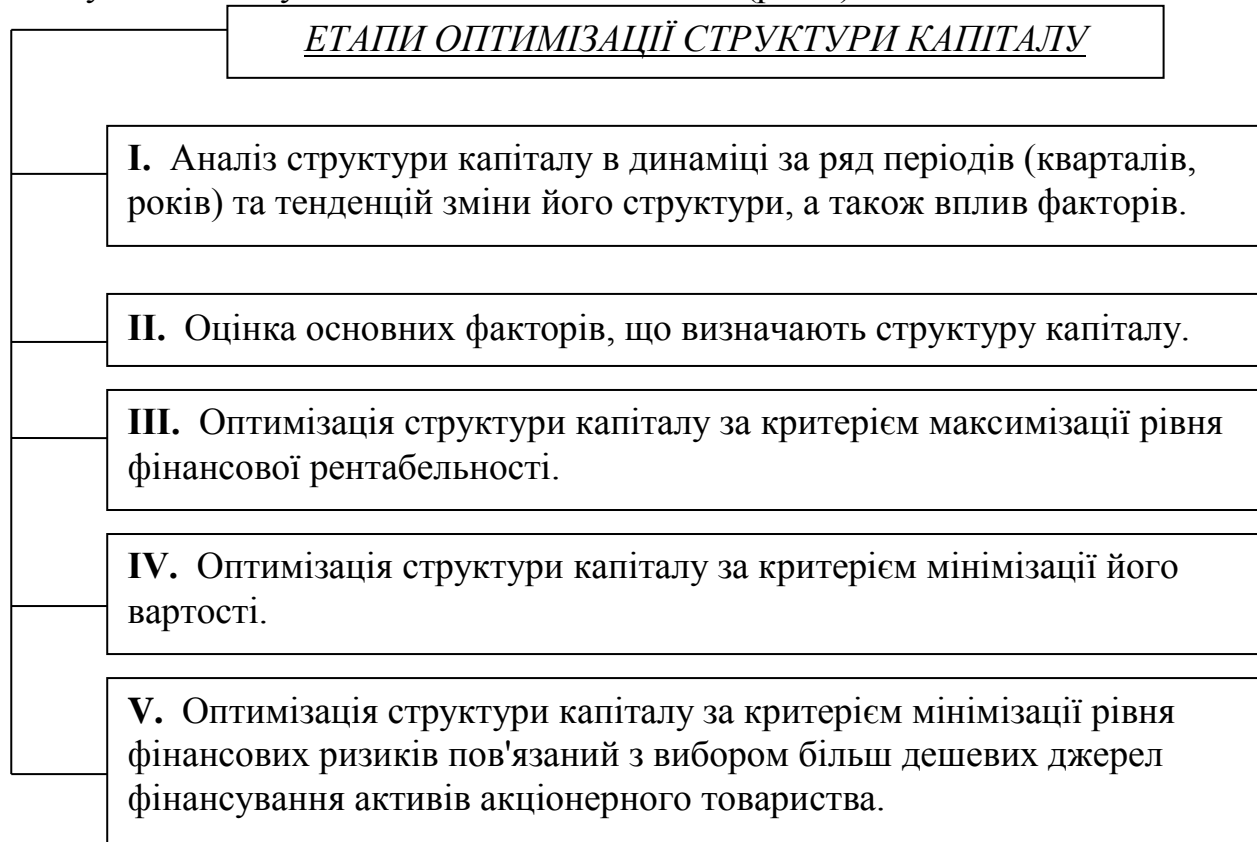 ЕТАПИ ОПТИМІЗАЦІЇ СТРУКТУРИ КАПІТАЛУ
I. Аналіз структури капіталу в динаміці за ряд періодів (кварталів,
років) та тенденцій зміни його структури, а також вплив факторів.
II. Оцінка основних факторів, що визначають структуру капіталу.
III. Оптимізація структури капіталу за критерієм максимізації рівня
фінансової рентабельності.
IV. Оптимізація структури капіталу за критерієм мінімізації його
вартості.
V. Оптимізація структури капіталу за критерієм мінімізації рівня
фінансових ризиків пов'язаний з вибором більш дешевих джерел
фінансування активів акціонерного товариства.